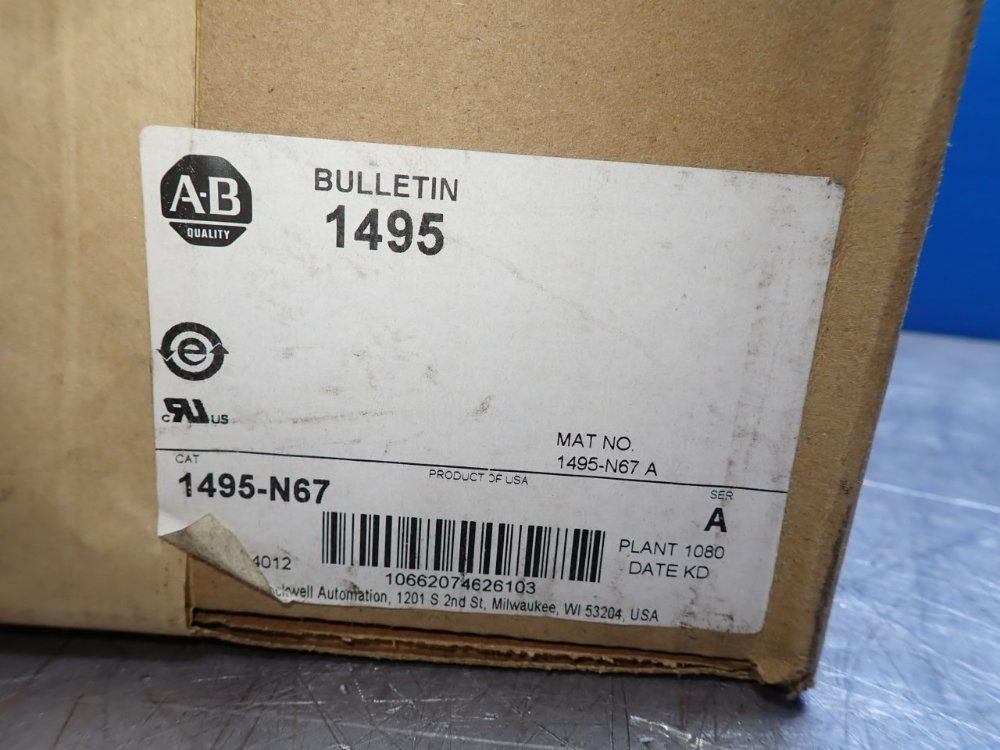 A-B
QUALITY
BULLETIN
1495
e
c RU US
MAT NO.
1495-N67 A
CAT
PRODUCT OF USA
SER
1495-N67
A
4012
PLANT 1080
DATE KD
10662074626103
Automation, 1201 S 2nd St, Milwaukee, WI 53204, USA